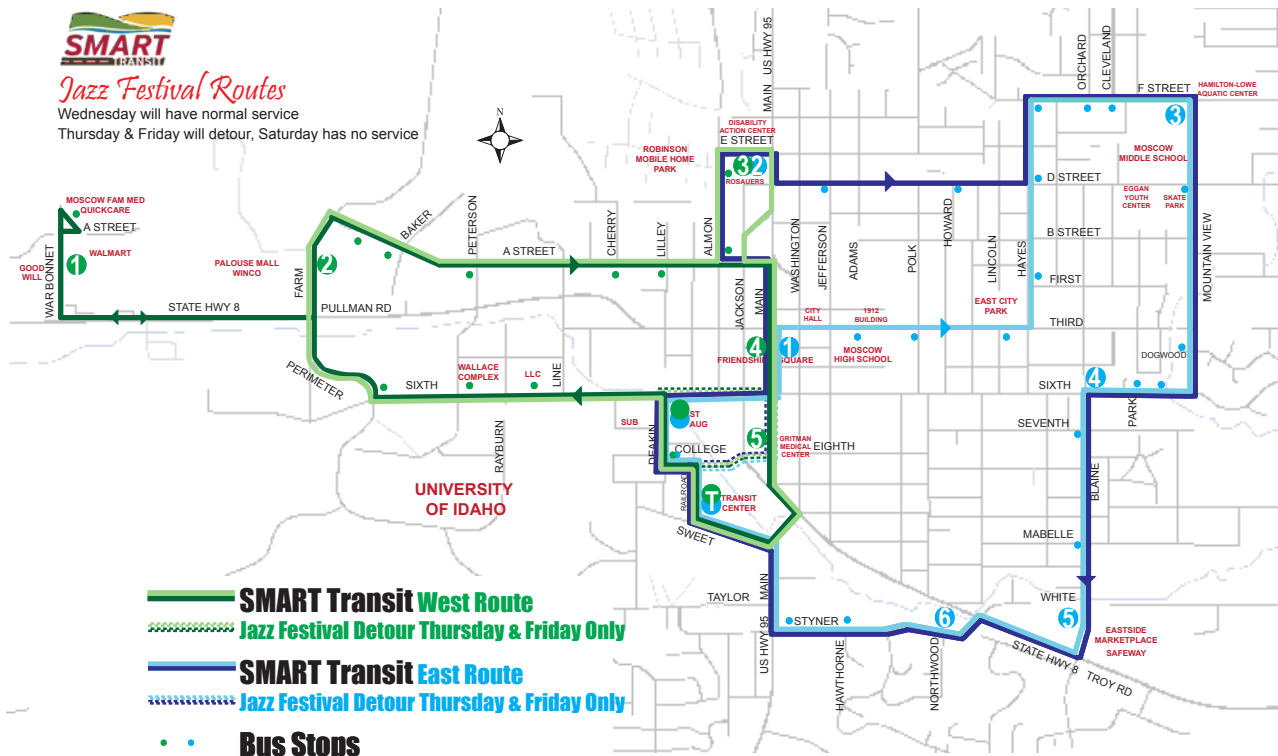 SMART
TRANSIT
Jazz Festival Routes
Wednesday will have normal service
Thursday & Friday will detour, Saturday has no service
N
MAIN US HWY 95
ORCHARD
CLEVELAND
F STREET
HAMILTON-LOWE
AQUATIC CENTER
3
DISABILITY
ACTION CENTER
E STREET
ROBINSON
MOBILE HOME
PARK
3 2
ROSAUERS
MOSCOW
MIDDLE SCHOOL
D STREET
EGGAN
YOUTH
CENTER
SKATE
PARK
MOSCOW FAM MED
QUICKCARE
A STREET
WALMART
GOOD
WILL
1
WARBONNET
STATE HWY 8
PALOUSE MALL
WINCO
2
FARM
PULLMAN RD
BAKER
PETERSON
A STREET
CHERRY
LILLEY
ALMON
JACKSON
MAIN
WASHINGTON
JEFFERSON
ADAMS
POLK
HOWARD
LINCOLN
HAYES
B STREET
FIRST
MOUNTAIN VIEW
CITY
HALL
1912
BUILDING
EAST CITY
PARK
THIRD
4
1
FRIENDSHIP SQUARE
MOSCOW
HIGH SCHOOL
DOGWOOD
PERIMETER
SIXTH
WALLACE
COMPLEX
LLC
LINE
SIXTH
4
PARK
SUB
ST
AUG
DEAKIN
COLLEGE
5
GRITMAN
MEDICAL
CENTER
EIGHTH
SEVENTH
RAYBURN
UNIVERSITY
OF IDAHO
RAILROAD
T
TRANSIT
CENTER
SWEET
BLAINE
MABELLE
TAYLOR
MAIN
US HWY 95
STYNER
HAWTHORNE
6
NORTHWOOD
WHITE
5
EASTSIDE
MARKETPLACE
SAFEWAY
STATE HWY 8
TROY RD
SMART Transit West Route
Jazz Festival Detour Thursday & Friday Only
SMART Transit East Route
Jazz Festival Detour Thursday & Friday Only
Bus Stops